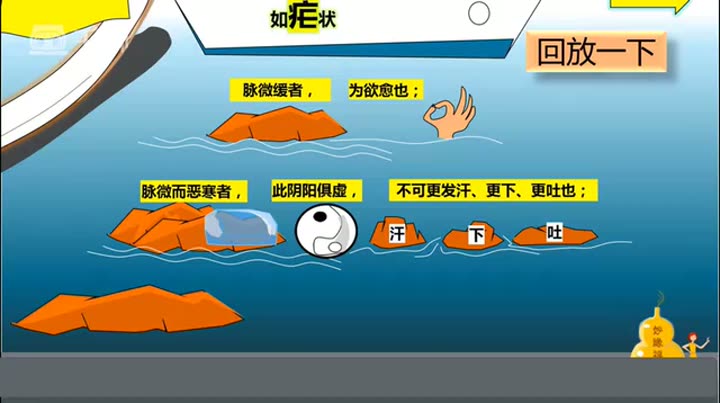 如疟状
回放一下
脉微缓者， 为欲愈也；
脉微而恶寒者， 此阴阳俱虚， 不可更发汗、更下、更吐也；
汗 下 吐